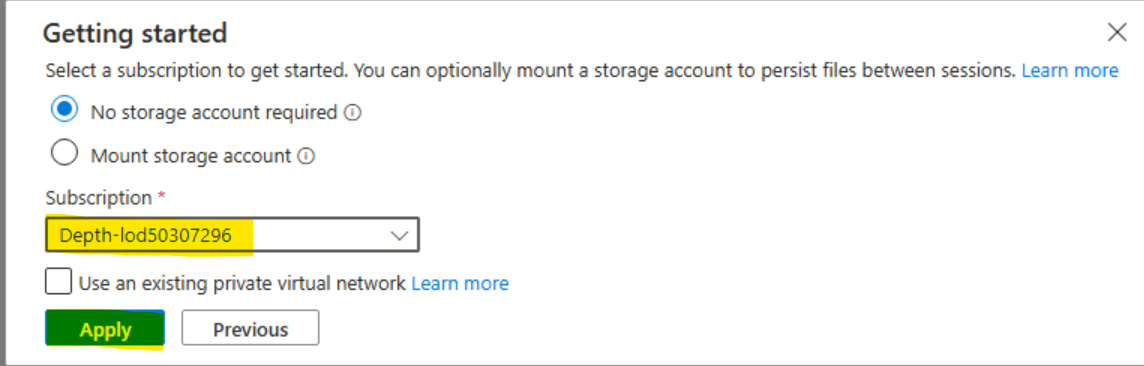 Getting started
Select a subscription to get started. You can optionally mount a storage account to persist files between sessions. Learn more
No storage account required
Mount storage account
Subscription *
Depth-lod50307296
Use an existing private virtual network Learn more
Apply Previous